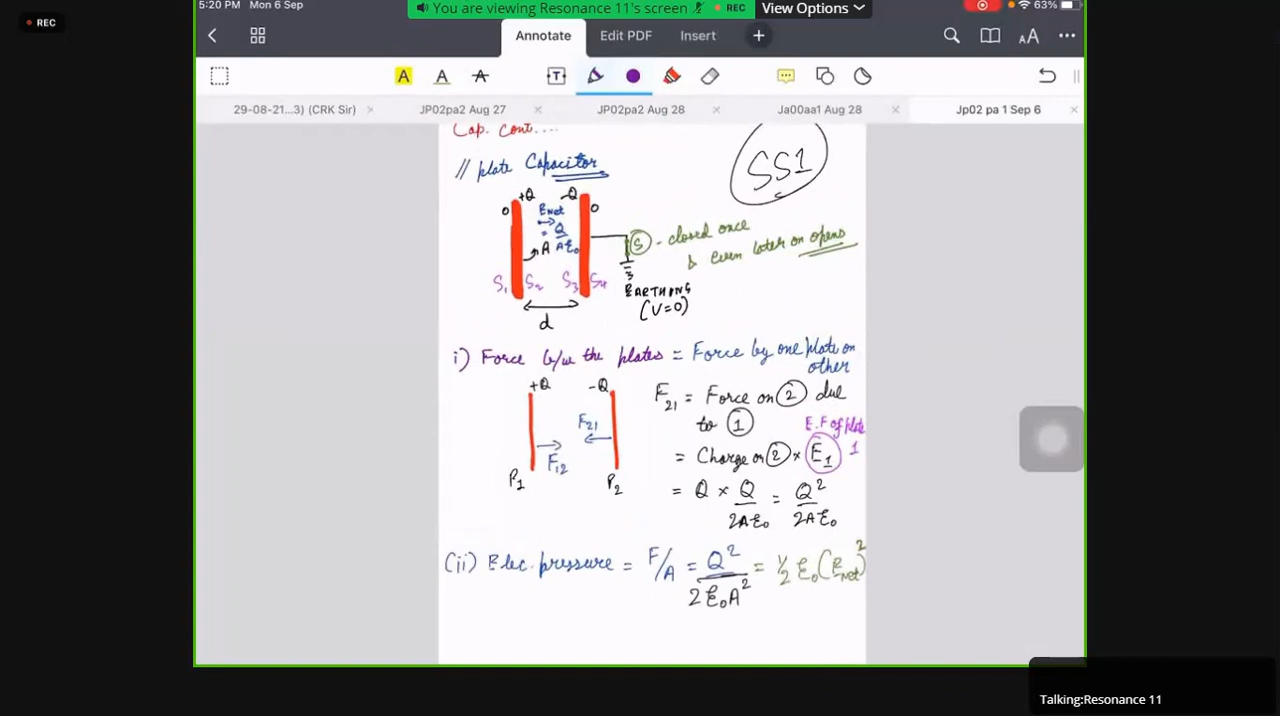 5:20 PM Mon 6 Sep
You are viewing Resonance 11's screen
REC
View Options
63%
REC
Annotate
Edit PDF
Insert
+
AA
A A A
T
29-08-21...3) (CRK Sir) ×
JP02pa2 Aug 27 ×
JP02pa2 Aug 28 ×
Ja00aa1 Aug 28 ×
Jp02 pa 1 Sep 6 ×
Cap. Cont....
// plate Capacitor
SS1
+Q -Q
0 Enet 0
= Q/Aε₀
A
S₁ S₂ S₃ S₄
S - closed once
& even later on opens
EARTHING
(V=0)
d
i) Force b/w the plates = Force by one plate on
other
+Q -Q
F₂₁
F₁₂
P₁ P₂
F₂₁ = Force on 2 due
to 1
E.F of plate
1
= Charge on 2 × E₁
= Q × Q/2Aε₀ = Q²/2Aε₀
(ii) Elec. pressure = F/A = Q²/2ε₀A² = ½ ε₀(Enet)²
Talking:Resonance 11